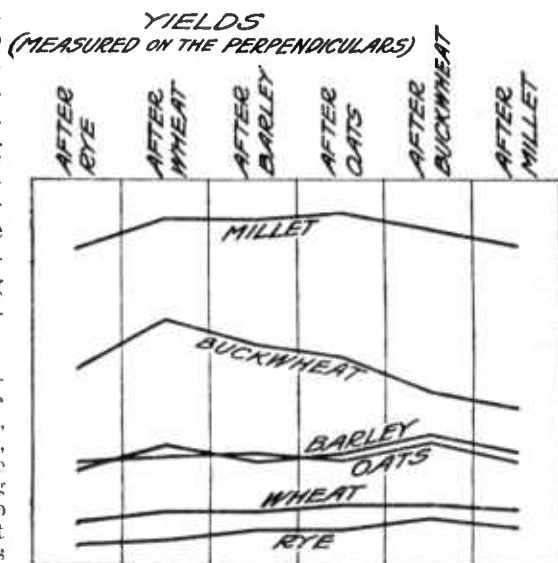 YIELDS
(MEASURED ON THE PERPENDICULARS)
AFTER
RYE
AFTER
WHEAT
AFTER
BARLEY
AFTER
OATS
AFTER
BUCKWHEAT
AFTER
MILLET
MILLET
BUCKWHEAT
BARLEY
OATS
WHEAT
RYE